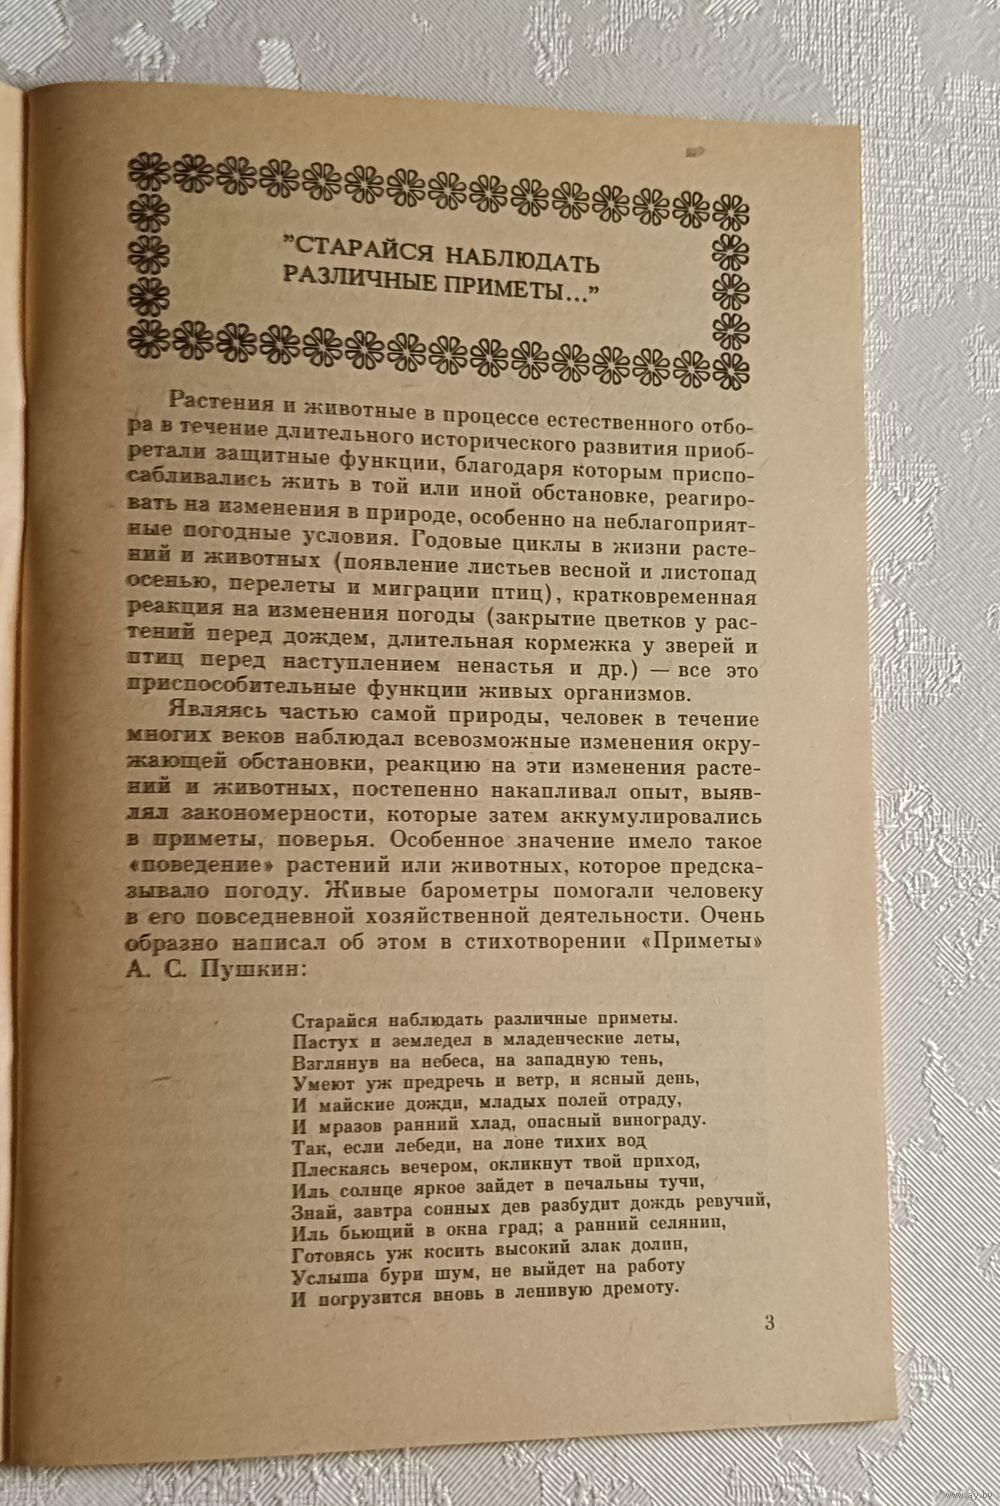 ”СТАРАЙСЯ НАБЛЮДАТЬ
РАЗЛИЧНЫЕ ПРИМЕТЫ...”
Растения и животные в процессе естественного отбо-
ра в течение длительного исторического развития приоб-
ретали защитные функции, благодаря которым приспо-
сабливались жить в той или иной обстановке, реагиро-
вать на изменения в природе, особенно на неблагоприят-
ные погодные условия. Годовые циклы в жизни расте-
ний и животных (появление листьев весной и листопад
осенью, перелеты и миграции птиц), кратковременная
реакция на изменения погоды (закрытие цветков у рас-
тений перед дождем, длительная кормежка у зверей и
птиц перед наступлением ненастья и др.) — все это
приспособительные функции живых организмов.
Являясь частью самой природы, человек в течение
многих веков наблюдал всевозможные изменения окру-
жающей обстановки, реакцию на эти изменения расте-
ний и животных, постепенно накапливал опыт, выяв-
лял закономерности, которые затем аккумулировались
в приметы, поверья. Особенное значение имело такое
«поведение» растений или животных, которое предска-
зывало погоду. Живые барометры помогали человеку
в его повседневной хозяйственной деятельности. Очень
образно написал об этом в стихотворении «Приметы»
А. С. Пушкин:
Старайся наблюдать различные приметы.
Пастух и земледел в младенческие леты,
Взглянув на небеса, на западную тень,
Умеют уж предречь и ветр, и ясный день,
И майские дожди, младых полей отраду,
И мразов ранний хлад, опасный винограду.
Так, если лебеди, на лоне тихих вод
Плескаясь вечером, окликнут твой приход,
Иль солнце яркое зайдет в печальны тучи,
Знай, завтра сонных дев разбудит дождь ревучий,
Иль бьющий в окна град; а ранний селянин,
Готовясь уж косить высокий злак долин,
Услыша бури шум, не выйдет на работу
И погрузится вновь в ленивую дремоту.
3
www.ay.by